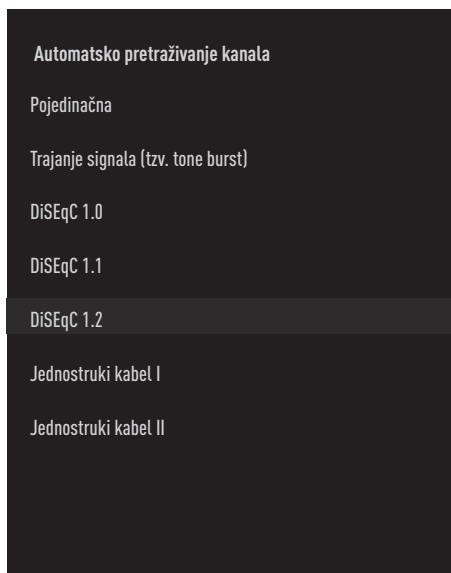 Automatsko pretraživanje kanala
Pojedinačna
Trajanje signala (tzv. tone burst)
DiSEqC 1.0
DiSEqC 1.1
DiSEqC 1.2
Jednostruki kabel I
Jednostruki kabel II